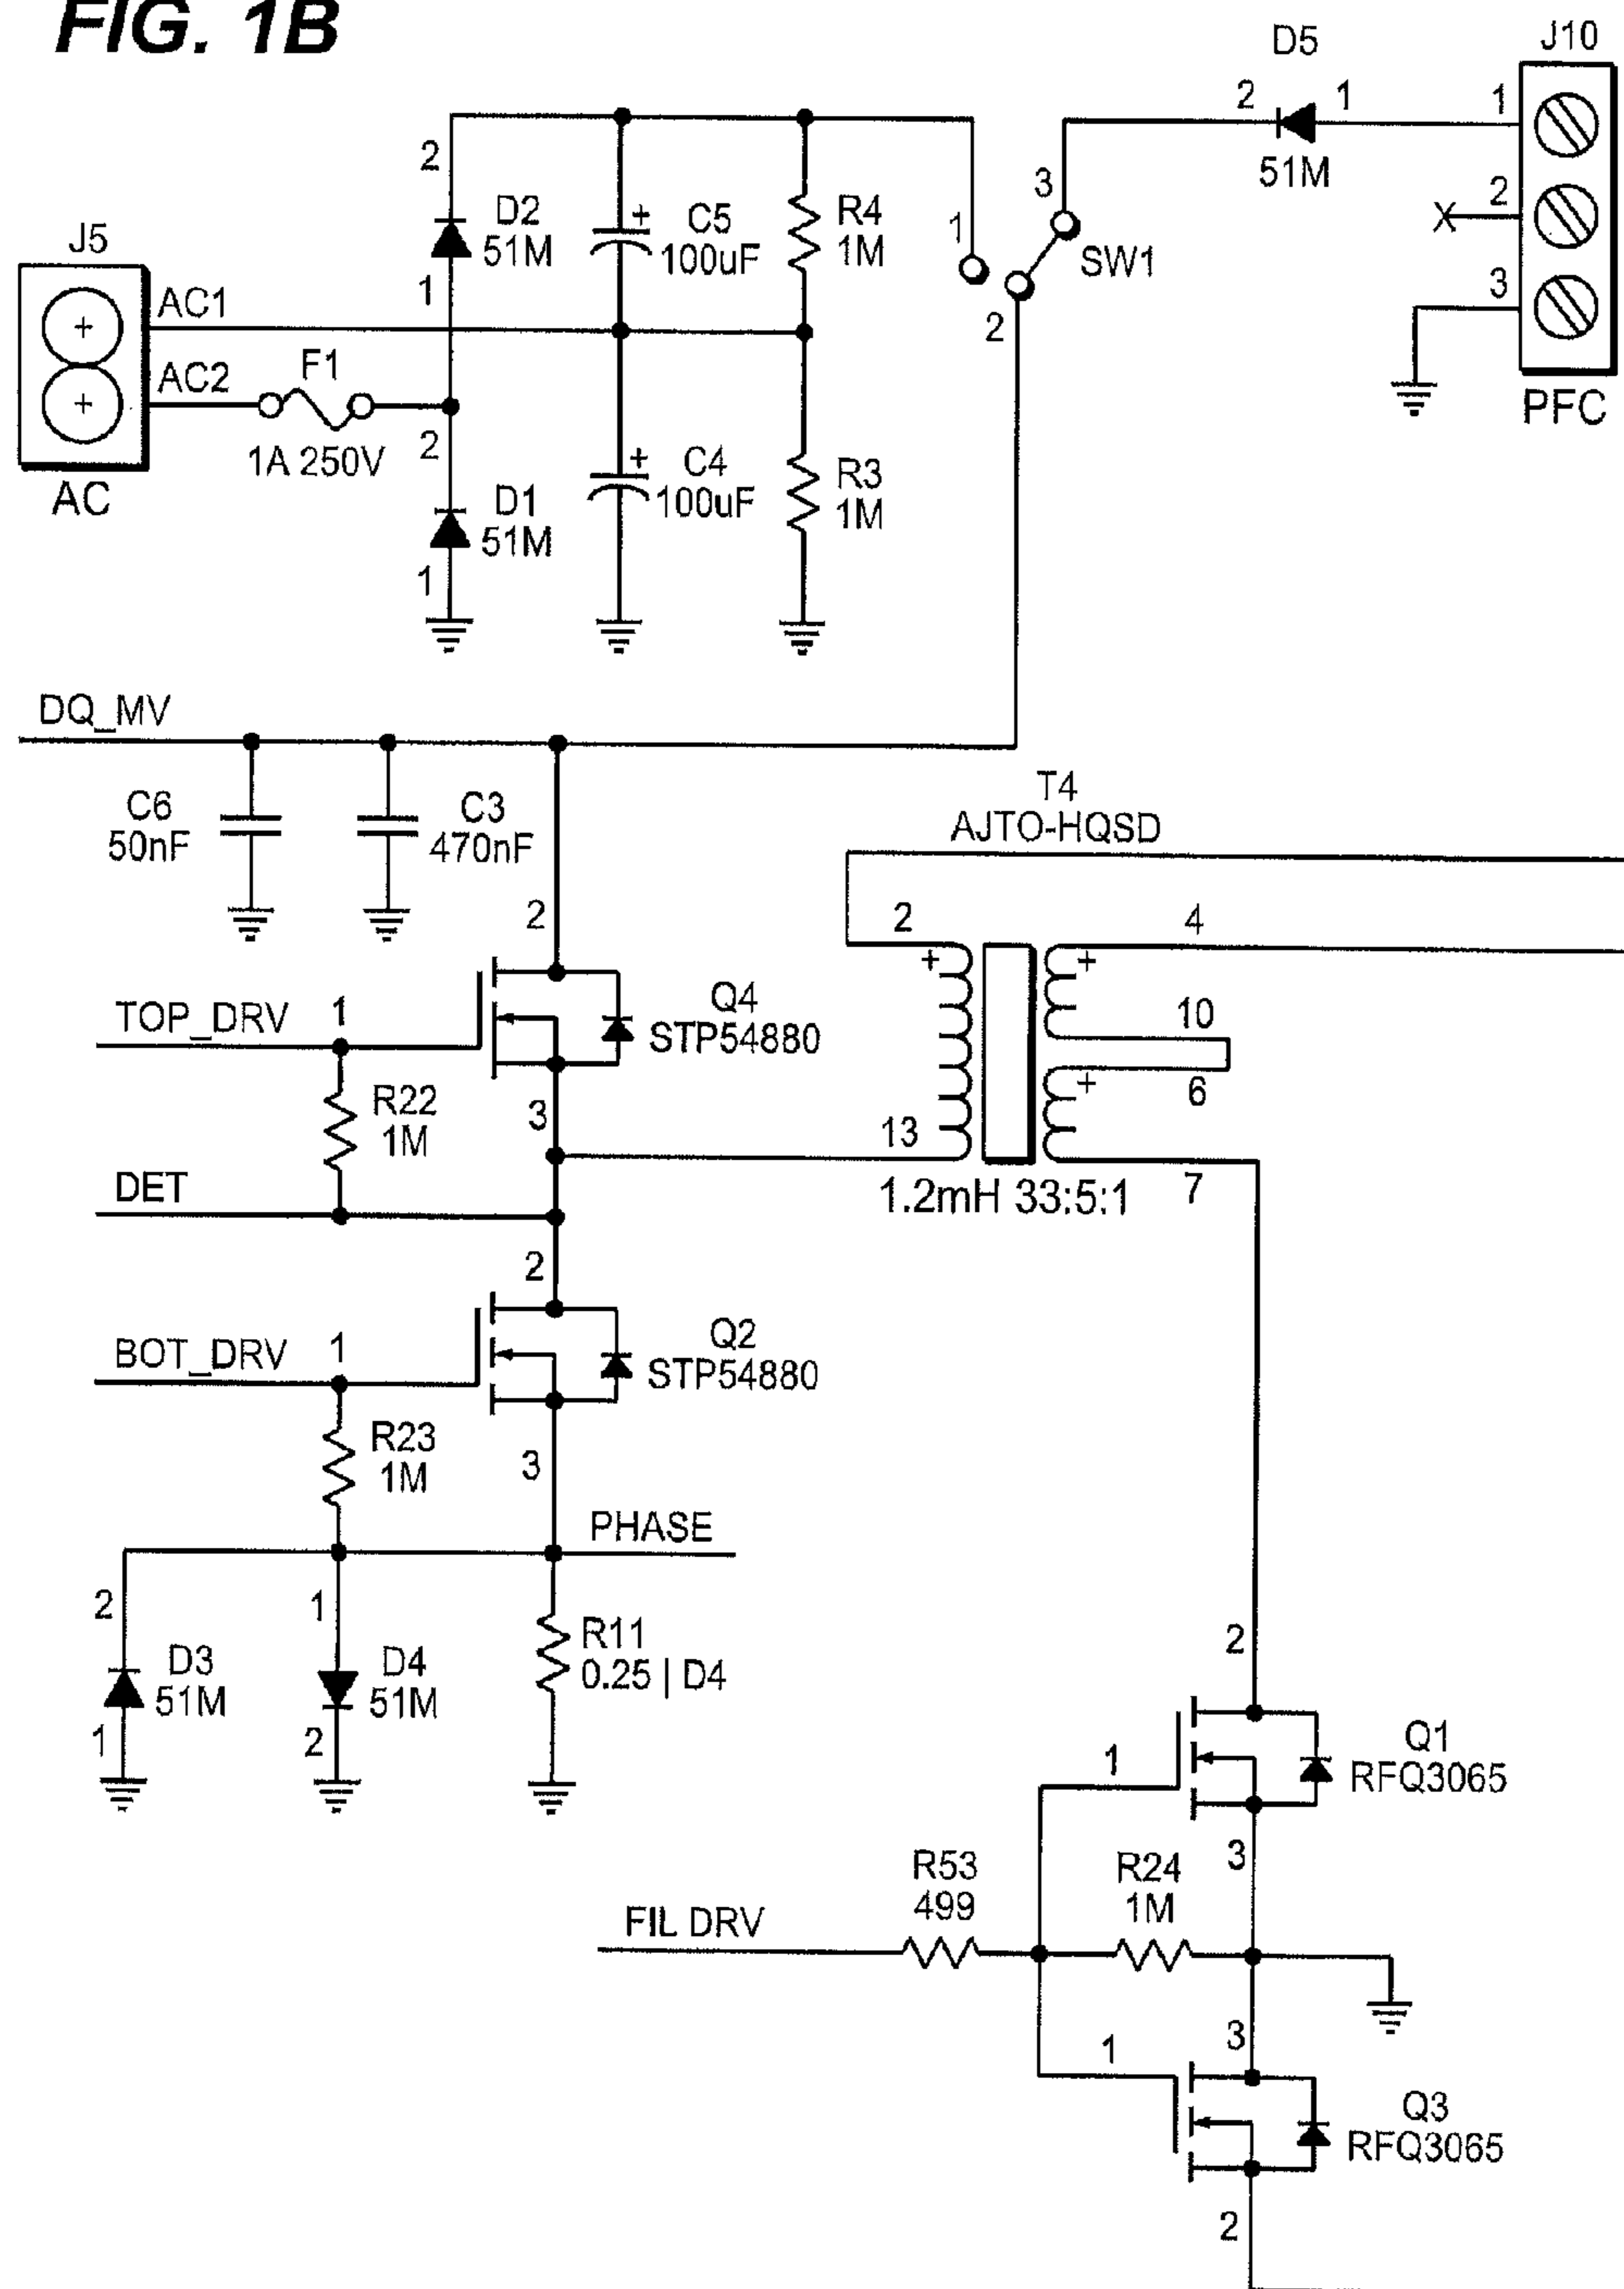 FIG. 1B
D5
J10
2
1
1
51M
2
3
PFC
X
J5
AC1
AC2
AC
F1
1A 250V
2
D2
51M
1
2
D1
51M
1
+
C5
100uF
R4
1M
+
C4
100uF
R3
1M
1
3
SW1
2
DQ_MV
C6
50nF
C3
470nF
2
T4
AJTO-HQSD
2
4
+
+
10
+
6
13
7
1.2mH 33:5:1
TOP_DRV
1
Q4
STP54880
R22
1M
3
DET
2
BOT_DRV
1
Q2
STP54880
R23
1M
3
PHASE
2
D3
51M
1
1
D4
51M
2
R11
0.25 | D4
2
1
Q1
RFQ3065
3
R53
499
R24
1M
FIL DRV
3
1
Q3
RFQ3065
2